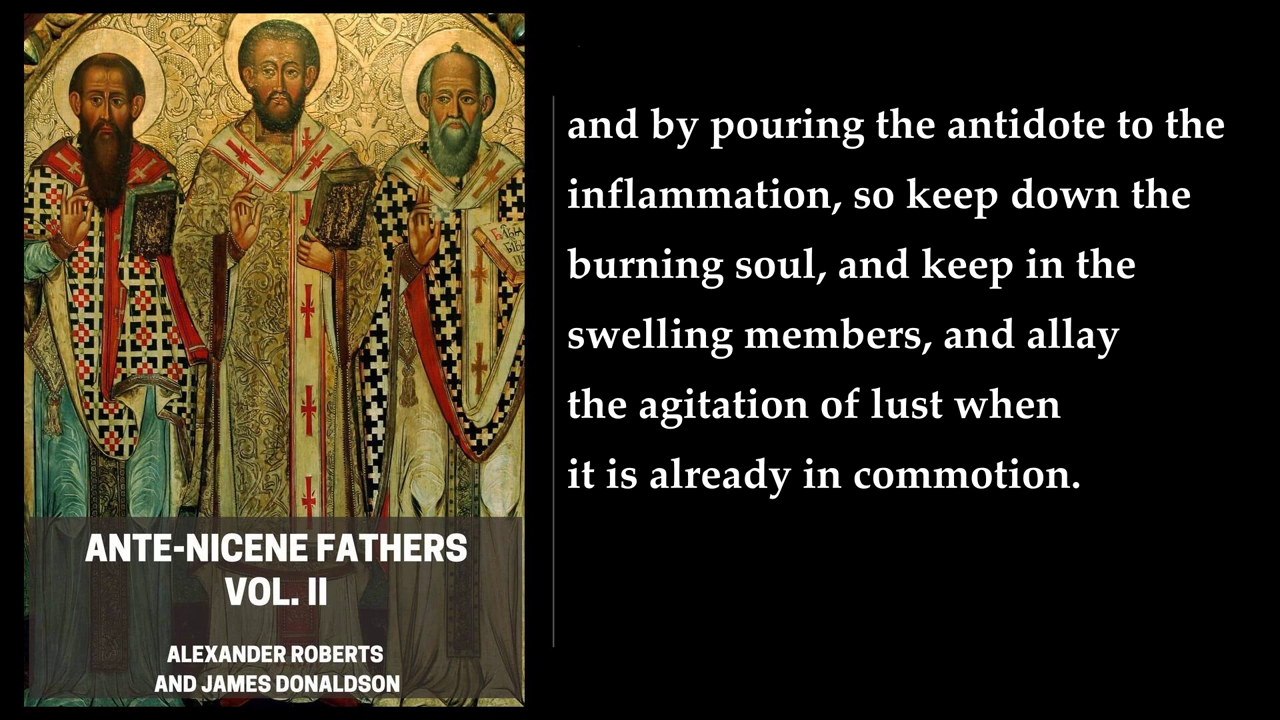 and by pouring the antidote to the
inflammation, so keep down the
burning soul, and keep in the
swelling members, and allay
the agitation of lust when
it is already in commotion.
ANTE-NICENE FATHERS
VOL. II
ALEXANDER ROBERTS
AND JAMES DONALDSON